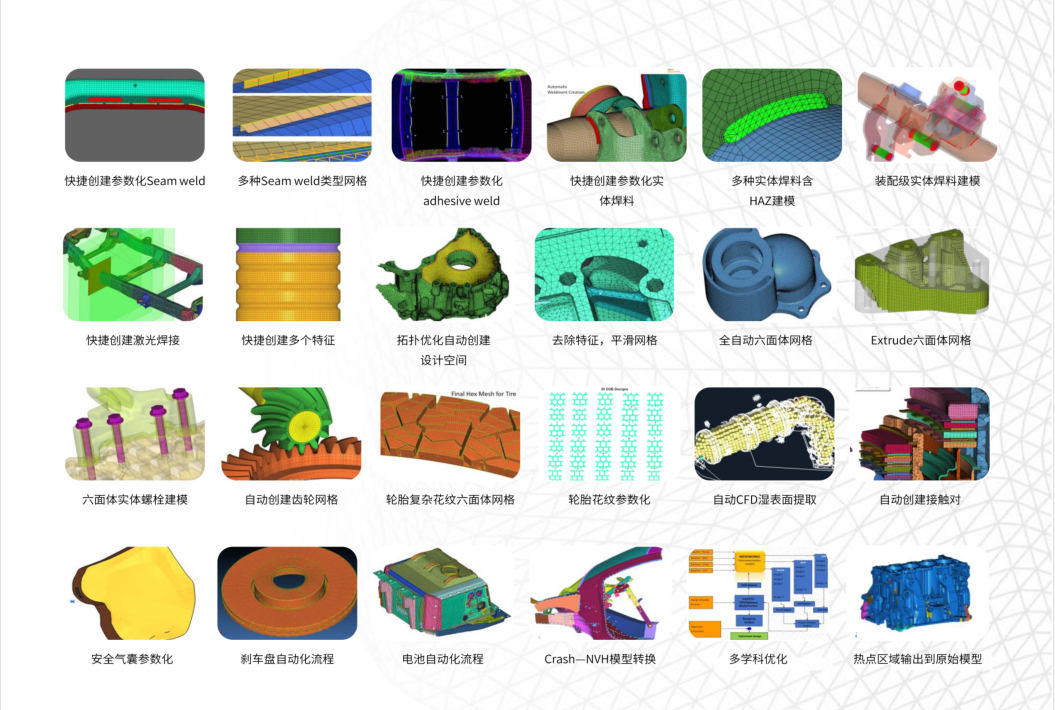 Automatic
Weldment Creation
快捷创建参数化Seam weld
多种Seam weld类型网格
快捷创建参数化
adhesive weld
快捷创建参数化实
体焊料
多种实体焊料含
HAZ建模
装配级实体焊料建模
快捷创建激光焊接
快捷创建多个特征
拓扑优化自动创建
设计空间
去除特征，平滑网格
全自动六面体网格
Extrude六面体网格
Final Hex Mesh for Tire
六面体实体螺栓建模
自动创建齿轮网格
轮胎复杂花纹六面体网格
轮胎花纹参数化
自动CFD湿表面提取
自动创建接触对
安全气囊参数化
刹车盘自动化流程
电池自动化流程
Crash—NVH模型转换
多学科优化
热点区域输出到原始模型